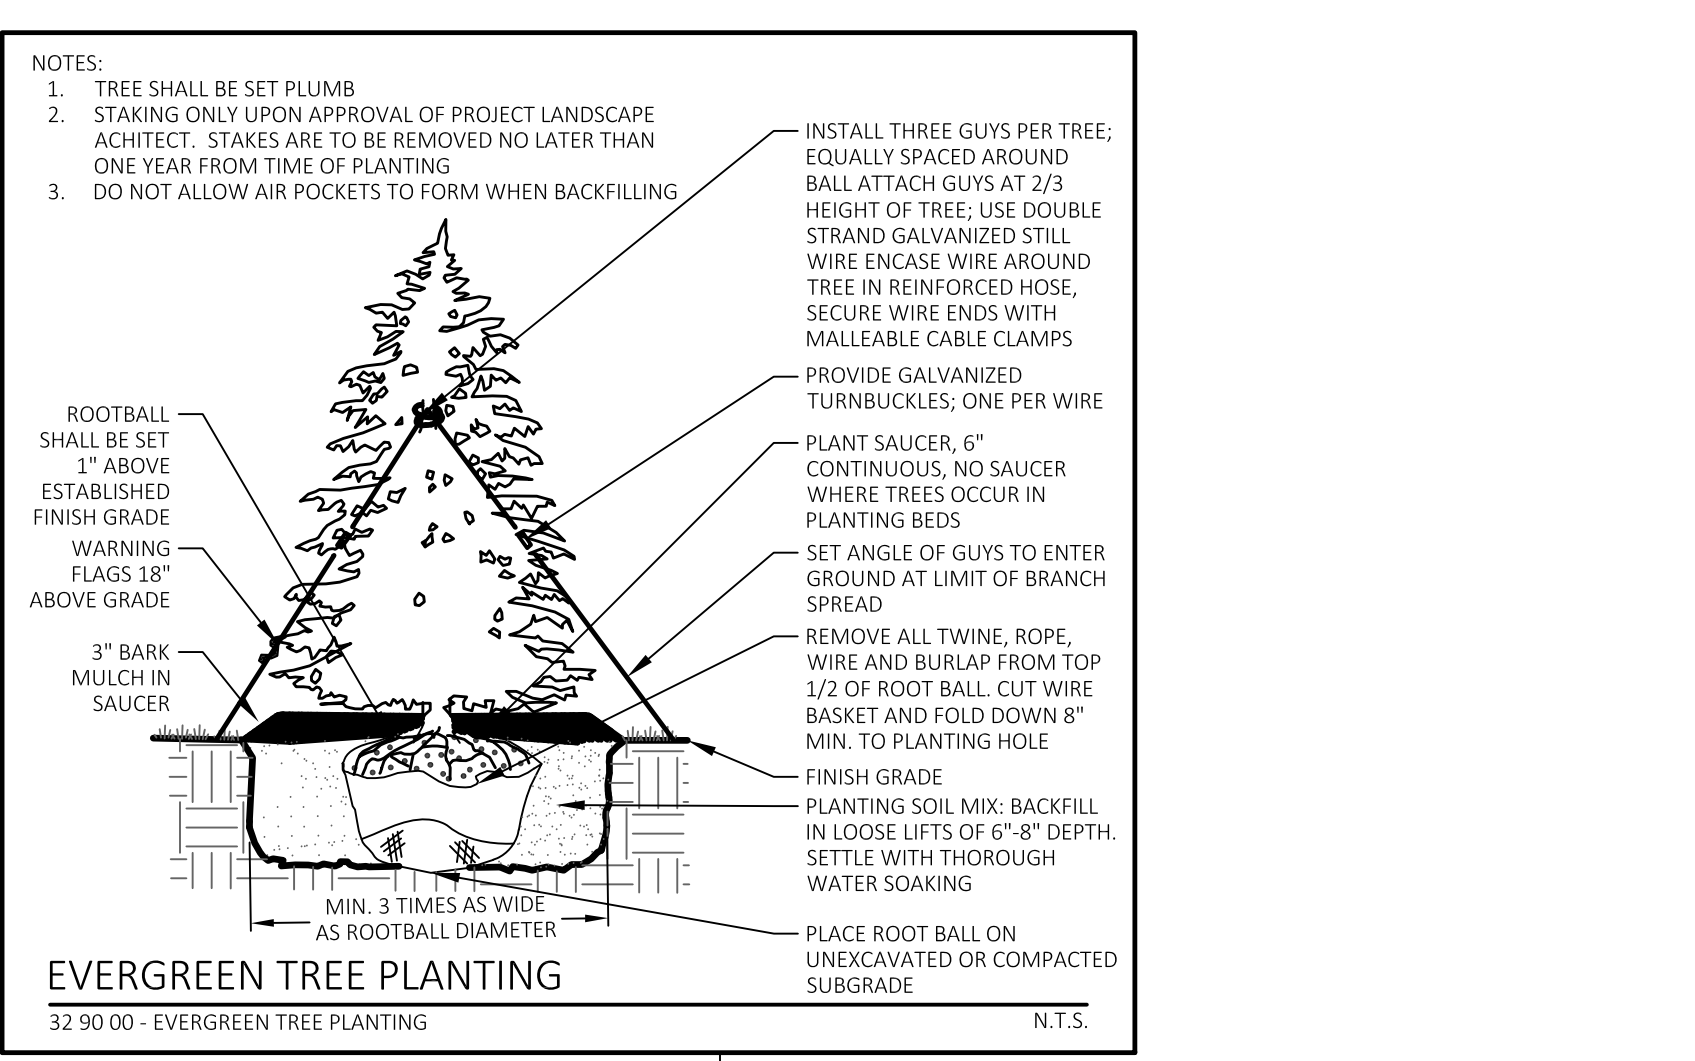 NOTES:
1. TREE SHALL BE SET PLUMB
2. STAKING ONLY UPON APPROVAL OF PROJECT LANDSCAPE
ACHITECT. STAKES ARE TO BE REMOVED NO LATER THAN
ONE YEAR FROM TIME OF PLANTING
3. DO NOT ALLOW AIR POCKETS TO FORM WHEN BACKFILLING
ROOTBALL
SHALL BE SET
1" ABOVE
ESTABLISHED
FINISH GRADE
WARNING
FLAGS 18"
ABOVE GRADE
3" BARK
MULCH IN
SAUCER
INSTALL THREE GUYS PER TREE;
EQUALLY SPACED AROUND
BALL ATTACH GUYS AT 2/3
HEIGHT OF TREE; USE DOUBLE
STRAND GALVANIZED STILL
WIRE ENCASE WIRE AROUND
TREE IN REINFORCED HOSE,
SECURE WIRE ENDS WITH
MALLEABLE CABLE CLAMPS
PROVIDE GALVANIZED
TURNBUCKLES; ONE PER WIRE
PLANT SAUCER, 6"
CONTINUOUS, NO SAUCER
WHERE TREES OCCUR IN
PLANTING BEDS
SET ANGLE OF GUYS TO ENTER
GROUND AT LIMIT OF BRANCH
SPREAD
REMOVE ALL TWINE, ROPE,
WIRE AND BURLAP FROM TOP
1/2 OF ROOT BALL. CUT WIRE
BASKET AND FOLD DOWN 8"
MIN. TO PLANTING HOLE
FINISH GRADE
PLANTING SOIL MIX: BACKFILL
IN LOOSE LIFTS OF 6"-8" DEPTH.
SETTLE WITH THOROUGH
WATER SOAKING
PLACE ROOT BALL ON
UNEXCAVATED OR COMPACTED
SUBGRADE
MIN. 3 TIMES AS WIDE
AS ROOTBALL DIAMETER
EVERGREEN TREE PLANTING
32 90 00 - EVERGREEN TREE PLANTING
N.T.S.